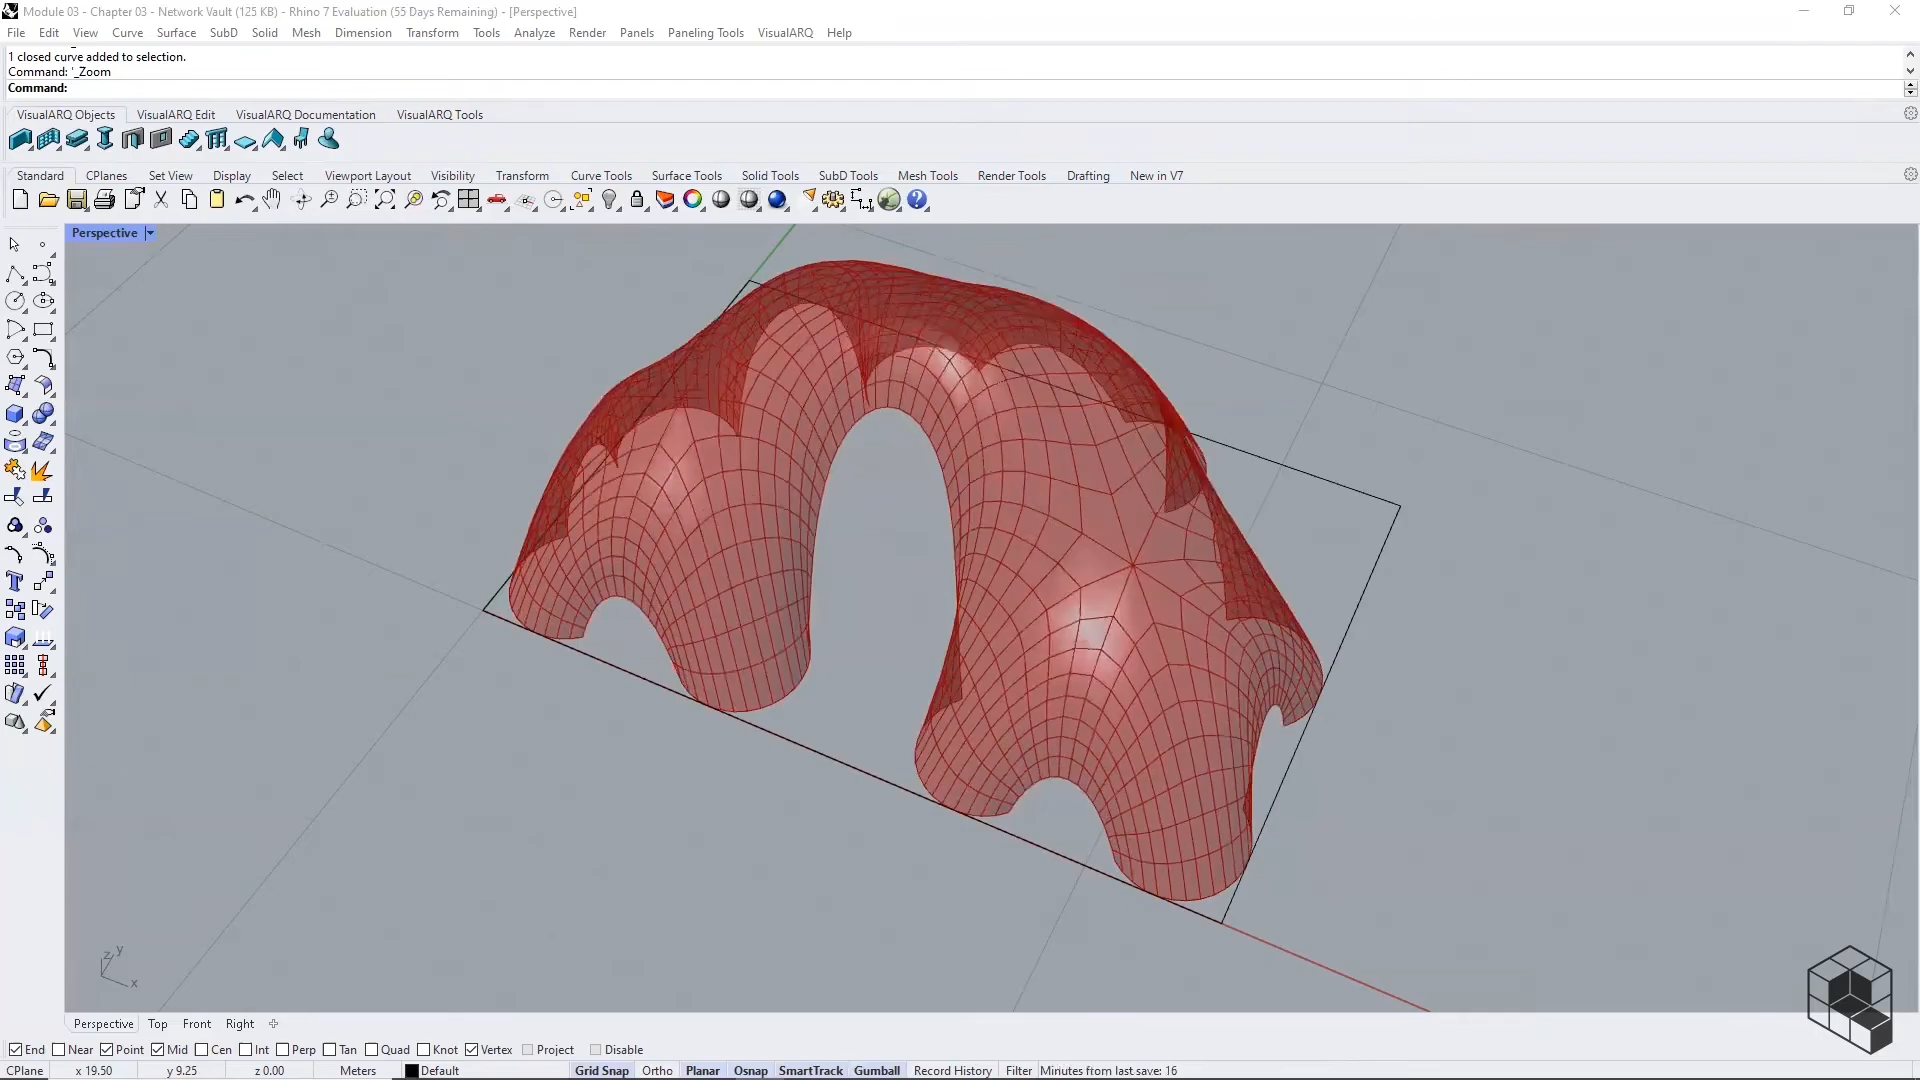 Module 03 - Chapter 03 - Network Vault (125 KB) - Rhino 7 Evaluation (55 Days Remaining) - [Perspective]
File Edit View Curve Surface SubD Solid Mesh Dimension Transform Tools Analyze Render Panels Paneling Tools VisualARQ Help
1 closed curve added to selection.
Command: '_Zoom
Command:
VisualARQ Objects VisualARQ Edit VisualARQ Documentation VisualARQ Tools
Standard CPlanes Set View Display Select Viewport Layout Visibility Transform Curve Tools Surface Tools Solid Tools SubD Tools Mesh Tools Render Tools Drafting New in V7
Perspective
z y
x
Perspective Top Front Right
End Near Point Mid Cen Int Perp Tan Quad Knot Vertex Project Disable
CPlane x 19.50 y 9.25 z 0.00 Meters Default Grid Snap Ortho Planar Osnap SmartTrack Gumball Record History Filter Minutes from last save: 16